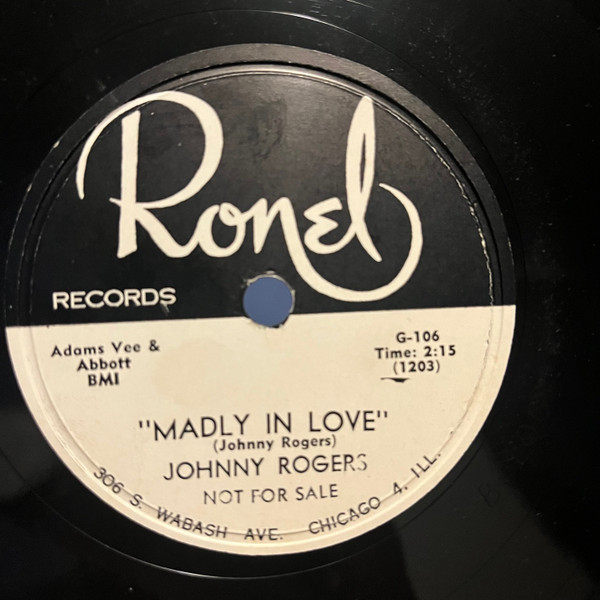 Ronel
RECORDS
Adams Vee &
Abbott
BMI
G-106
Time: 2:15
(1203)
"MADLY IN LOVE"
(Johnny Rogers)
JOHNNY ROGERS
NOT FOR SALE
306 S. WABASH AVE. CHICAGO 4, ILL.